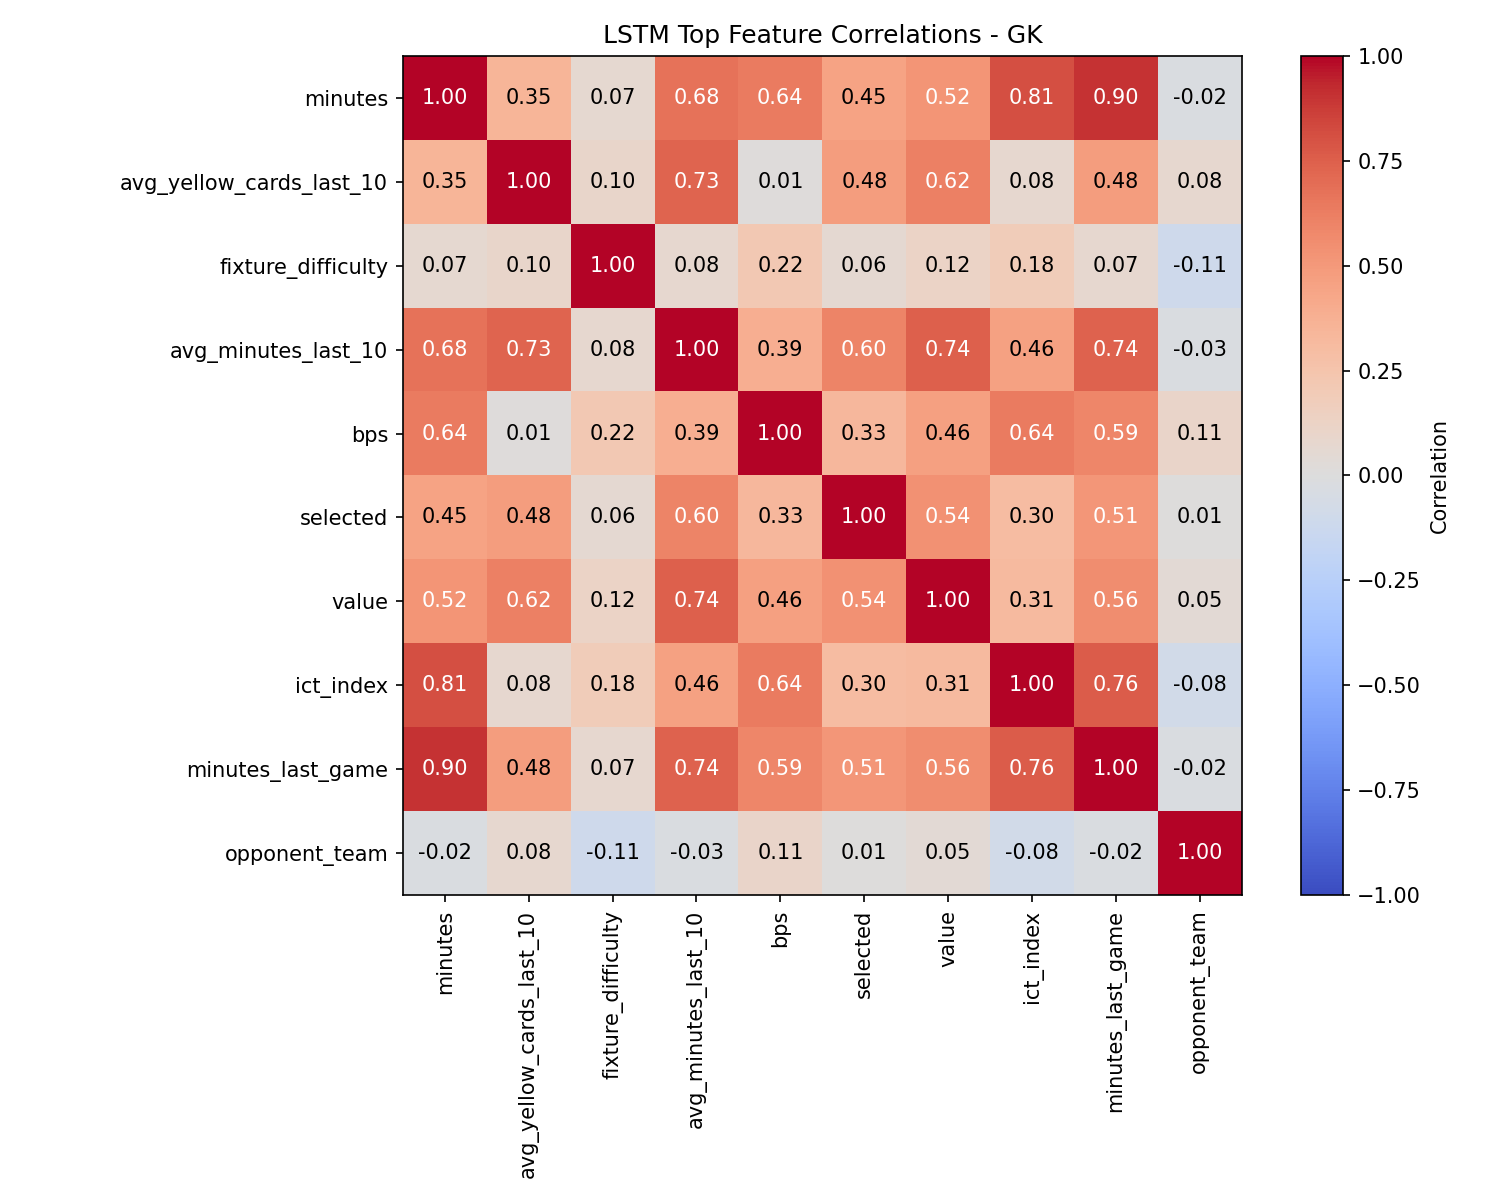 LSTM Top Feature Correlations - GK
minutes 1.00 0.35 0.07 0.68 0.64 0.45 0.52 0.81 0.90 -0.02
avg_yellow_cards_last_10 0.35 1.00 0.10 0.73 0.01 0.48 0.62 0.08 0.48 0.08
fixture_difficulty 0.07 0.10 1.00 0.08 0.22 0.06 0.12 0.18 0.07 -0.11
avg_minutes_last_10 0.68 0.73 0.08 1.00 0.39 0.60 0.74 0.46 0.74 -0.03
bps 0.64 0.01 0.22 0.39 1.00 0.33 0.46 0.64 0.59 0.11
selected 0.45 0.48 0.06 0.60 0.33 1.00 0.54 0.30 0.51 0.01
value 0.52 0.62 0.12 0.74 0.46 0.54 1.00 0.31 0.56 0.05
ict_index 0.81 0.08 0.18 0.46 0.64 0.30 0.31 1.00 0.76 -0.08
minutes_last_game 0.90 0.48 0.07 0.74 0.59 0.51 0.56 0.76 1.00 -0.02
opponent_team -0.02 0.08 -0.11 -0.03 0.11 0.01 0.05 -0.08 -0.02 1.00
minutes
avg_yellow_cards_last_10
fixture_difficulty
avg_minutes_last_10
bps
selected
value
ict_index
minutes_last_game
opponent_team
1.00
0.75
0.50
0.25
0.00
−0.25
−0.50
−0.75
−1.00
Correlation